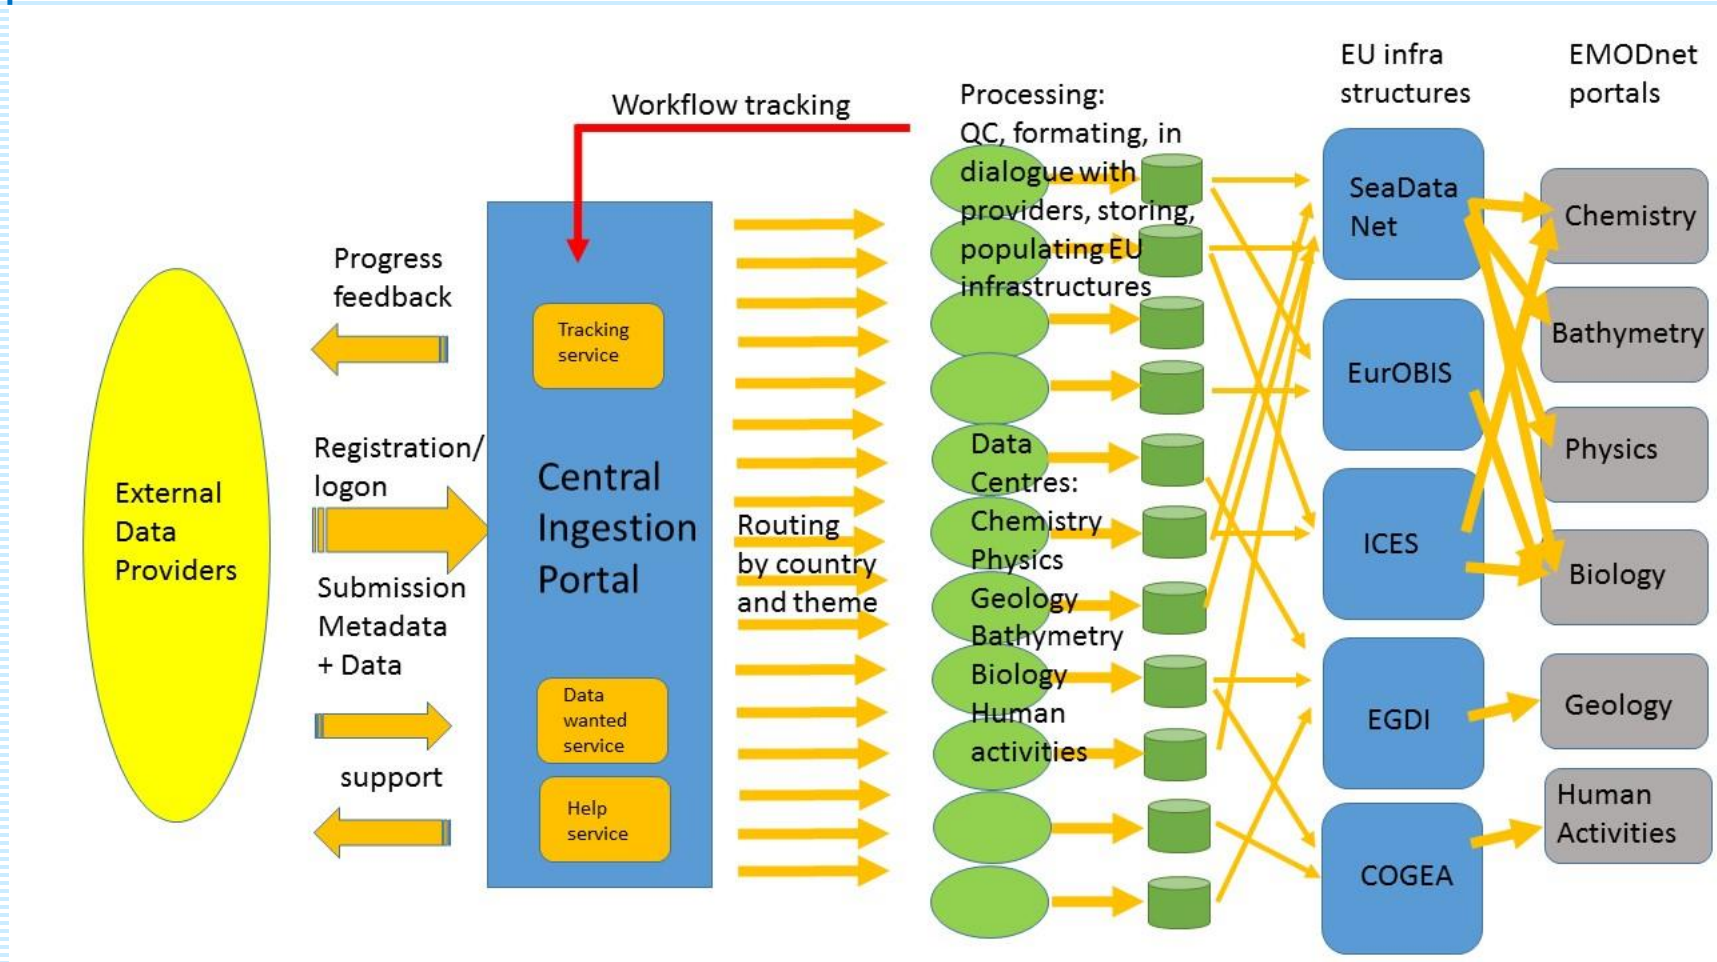 EU infra
structures
EMODnet
portals
Workflow tracking
Processing:
QC, formating, in
dialogue with
providers, storing,
populating EU
infrastructures
Progress
feedback
Registration/
logon
Submission
Metadata
+ Data
support
External
Data
Providers
Tracking
service
Central
Ingestion
Portal
Data
wanted
service
Help
service
Routing
by country
and theme
Data
Centres:
Chemistry
Physics
Geology
Bathymetry
Biology
Human
activities
SeaData
Net
EurOBIS
ICES
EGDI
COGEA
Chemistry
Bathymetry
Physics
Biology
Geology
Human
Activities